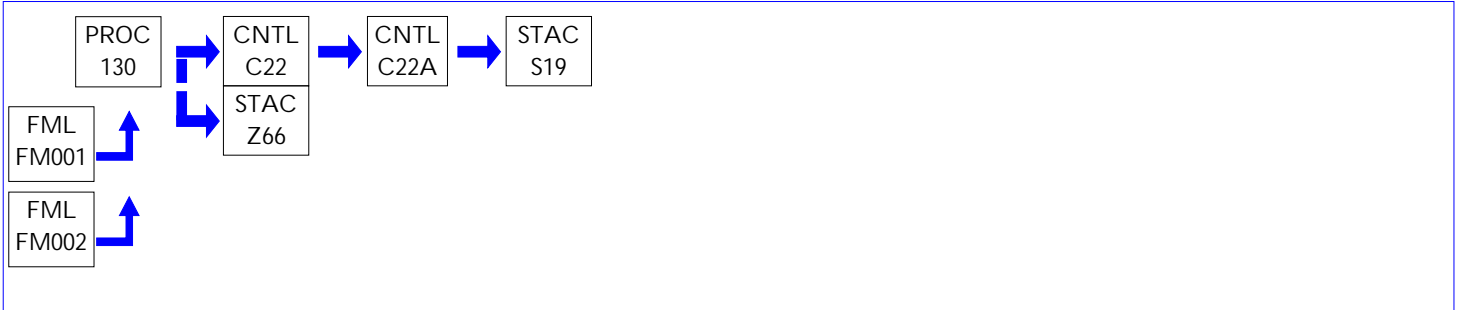 PROC
130
CNTL
C22
CNTL
C22A
STAC
S19
STAC
Z66
FML
FM001
FML
FM002